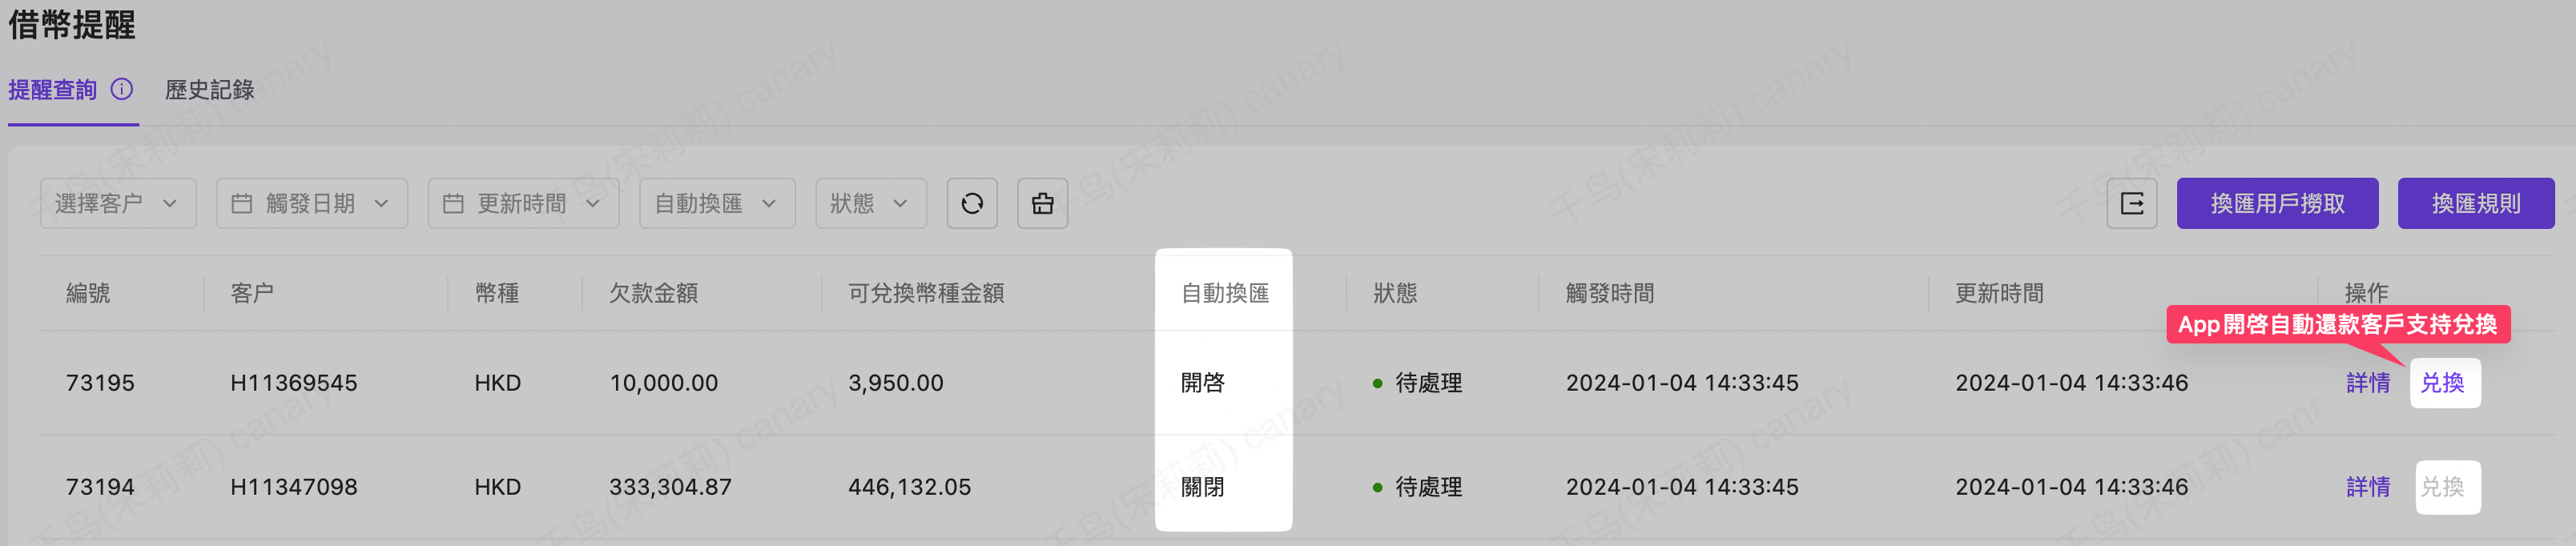 借幣提醒
提醒查詢 歷史記錄
選擇客户 觸發日期 更新時間 自動換匯 狀態 換匯用戶撈取 換匯規則
編號 客户 幣種 欠款金額 可兌換幣種金額 自動換匯 狀態 觸發時間 更新時間 操作
App開啓自動還款客戶支持兌換
73195 H11369545 HKD 10,000.00 3,950.00 開啓 待處理 2024-01-04 14:33:45 2024-01-04 14:33:46 詳情 兌換
73194 H11347098 HKD 333,304.87 446,132.05 關閉 待處理 2024-01-04 14:33:45 2024-01-04 14:33:46 詳情 兌換
千鸟(宋莉莉) canary